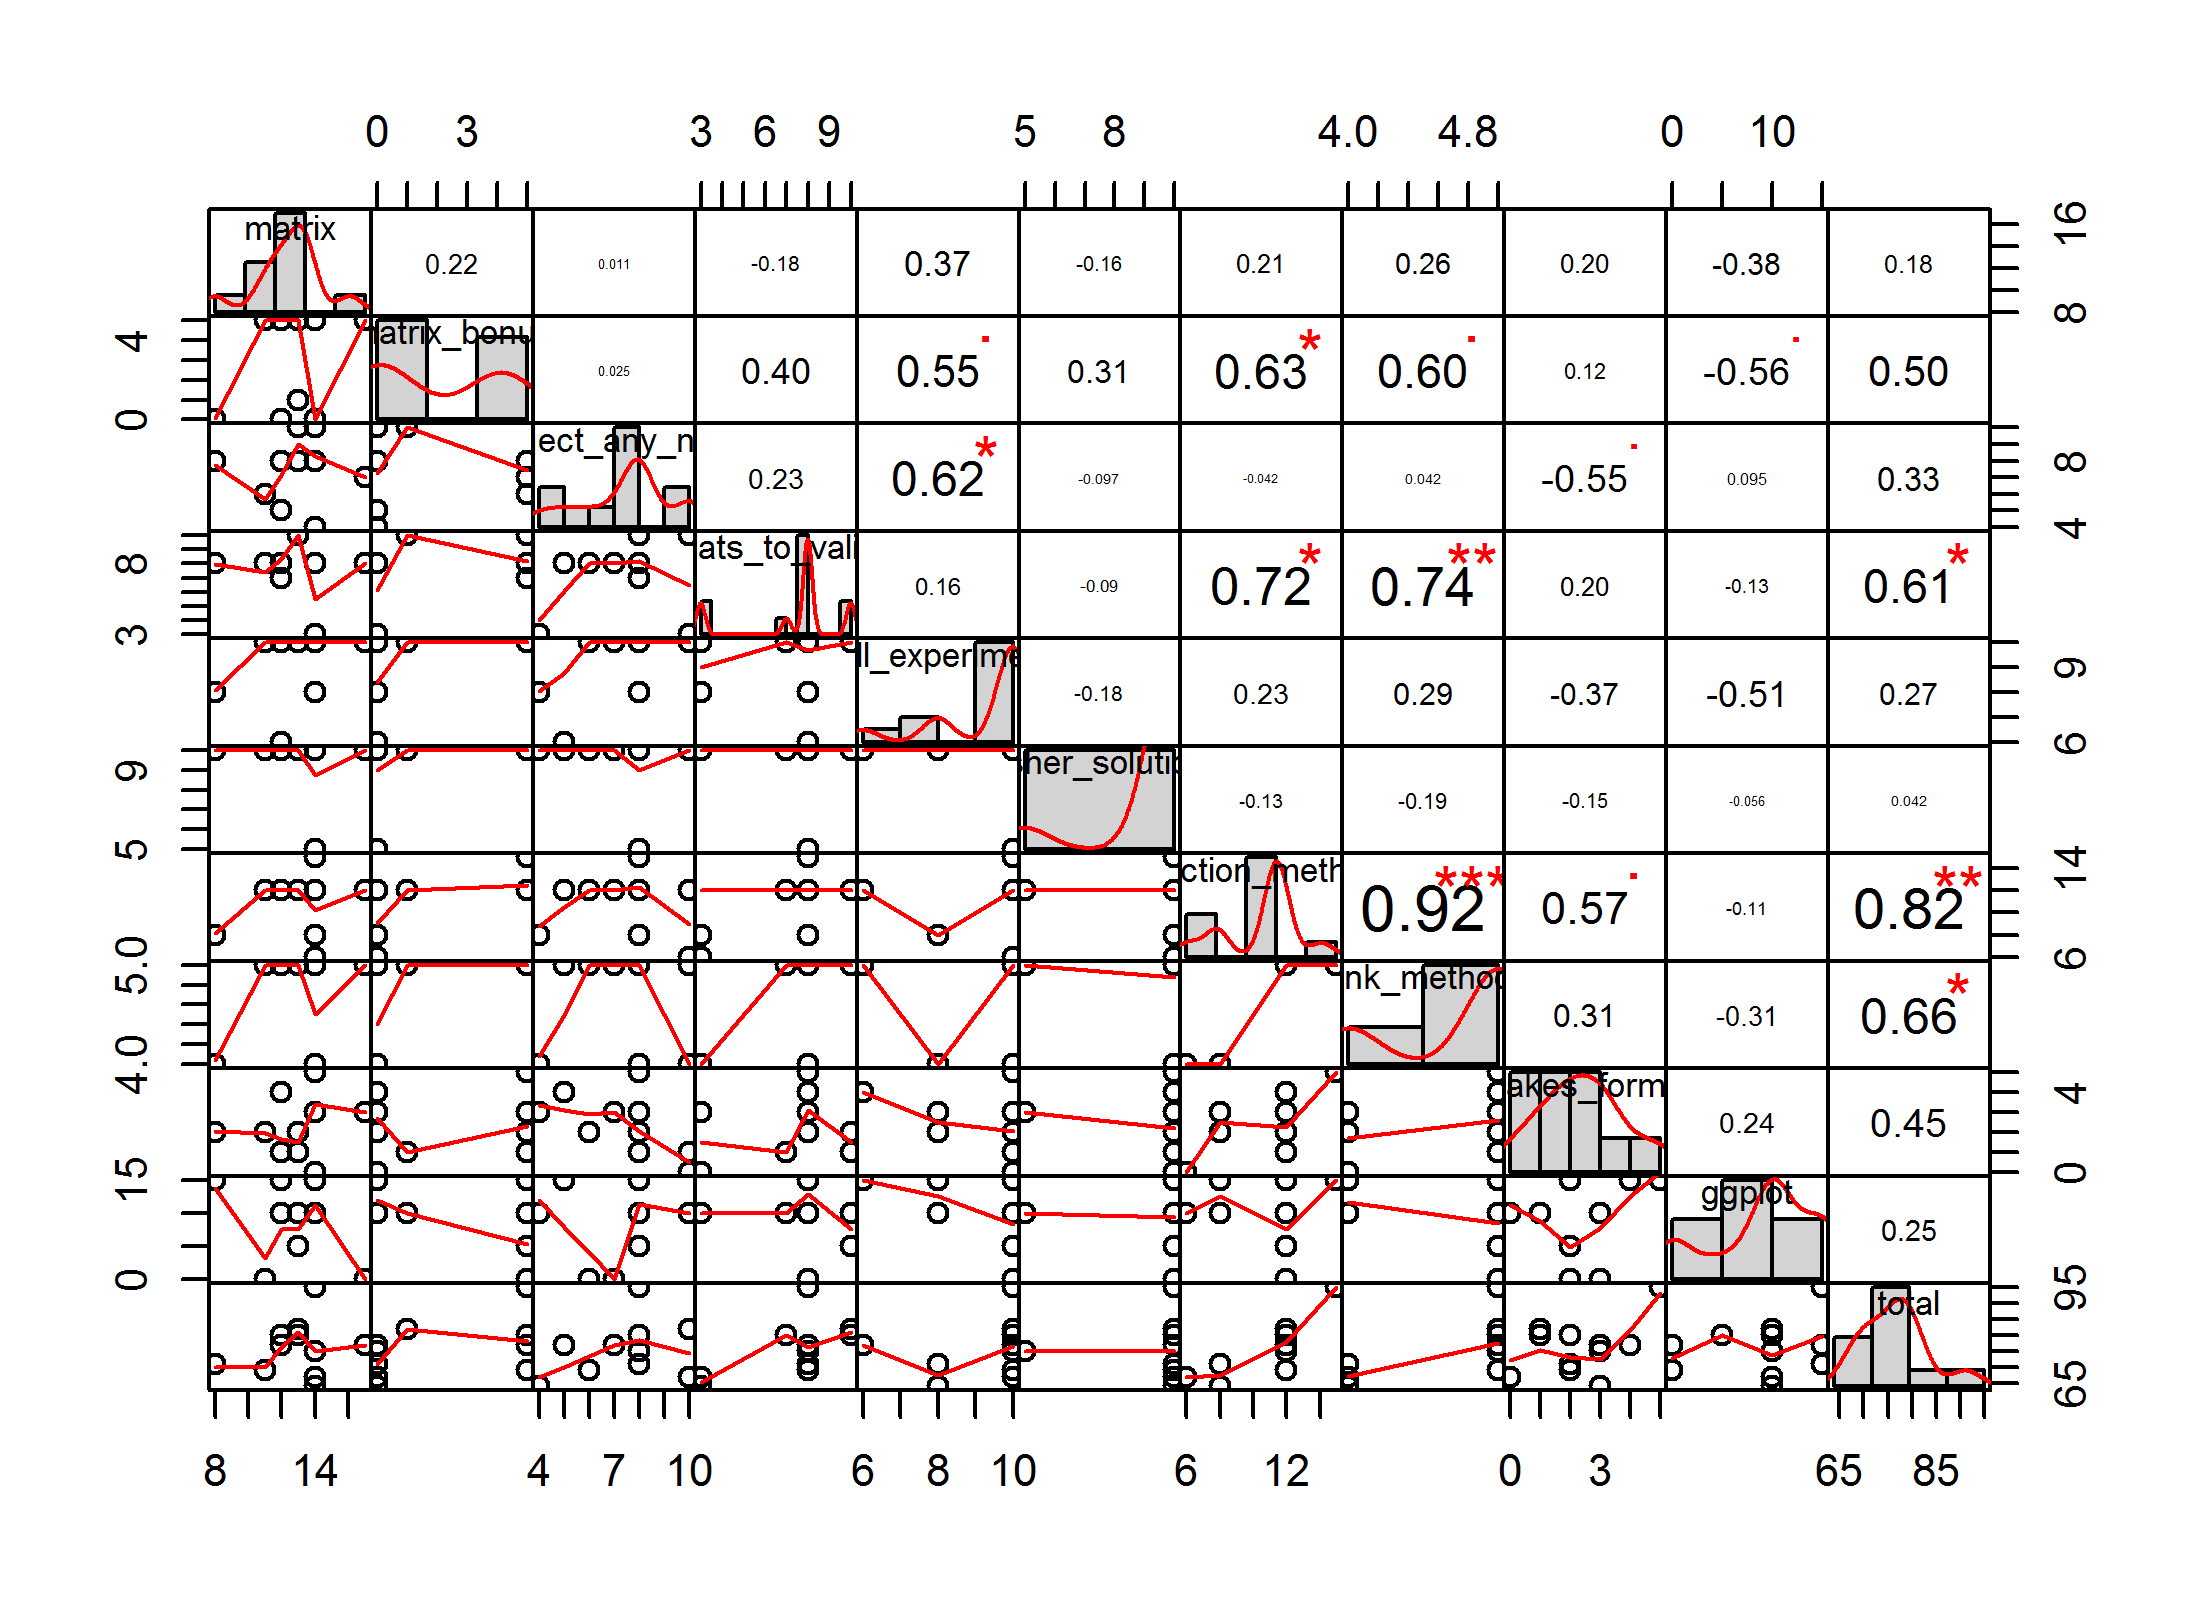 0 3 3 6 9 5 8 4.0 4.8 0 10
matrix 0.22 0.011 -0.18 0.37 -0.16 0.21 0.26 0.20 -0.38 0.18 8 16
0 4 atrix_bonu 0.025 0.40 0.55. 0.31 0.63* 0.60. 0.12 -0.56. 0.50
ect_any_n 0.23 0.62* -0.097 -0.042 0.042 -0.55. 0.095 0.33 4 8
3 8 ats_to_vali 0.16 -0.09 0.72* 0.74** 0.20 -0.13 0.61*
ll_experime -0.18 0.23 0.29 -0.37 -0.51 0.27 6 9
5 9 her_soluti -0.13 -0.19 -0.15 -0.056 0.042
ction_meth 0.92*** 0.57. -0.11 0.82** 6 14
4.0 5.0 nk_metho 0.31 -0.31 0.66*
akes_form 0.24 0.45 0 4
0 15 ggplot 0.25
total 65 95
8 14 4 7 10 6 8 10 6 12 0 3 65 85